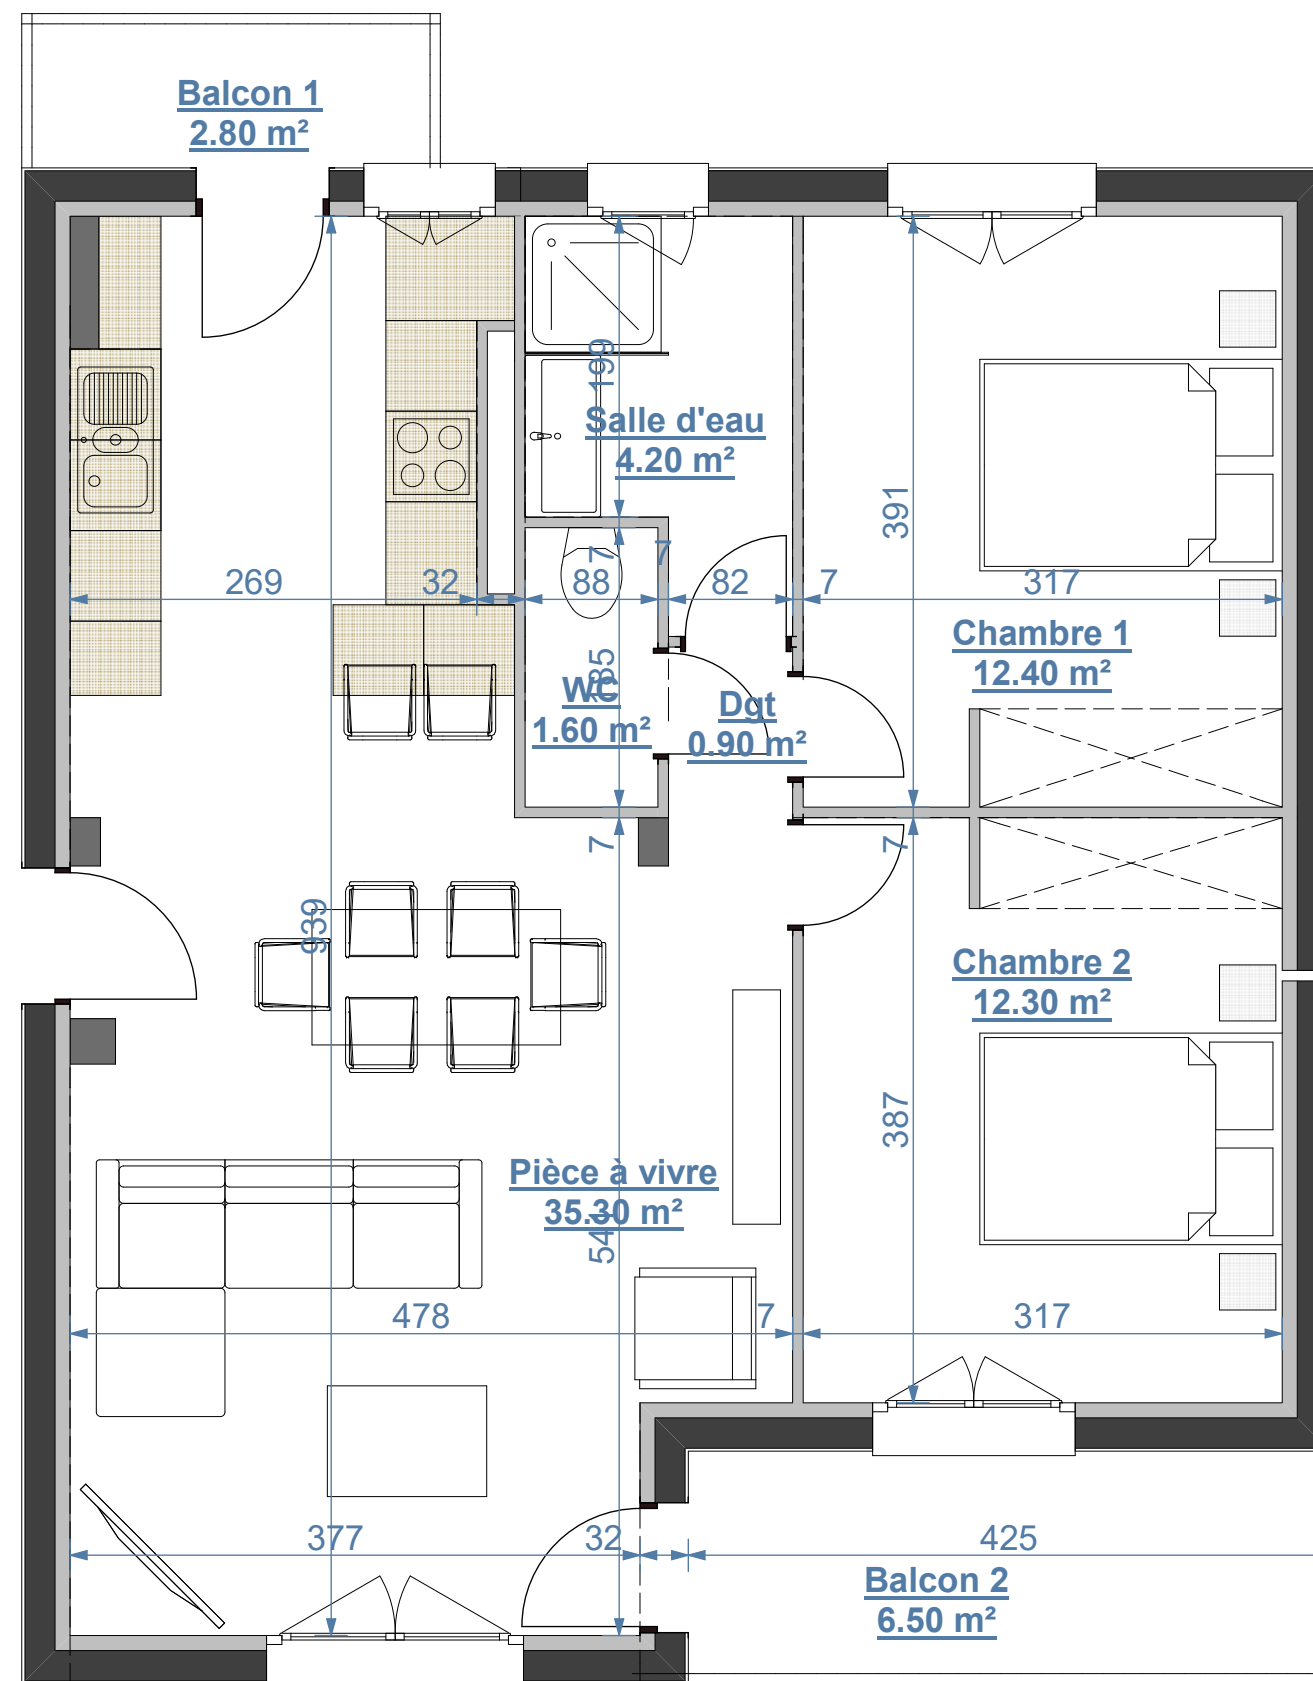 Balcon 1
2.80 m²
199
Salle d'eau
4.20 m²
391
7
7
269
32
88
82
7
317
Chambre 1
12.40 m²
185
WC
1.60 m²
Dgt
0.90 m²
7
7
939
Chambre 2
12.30 m²
387
Pièce à vivre
35.30 m²
541
478
7
317
377
32
425
Balcon 2
6.50 m²